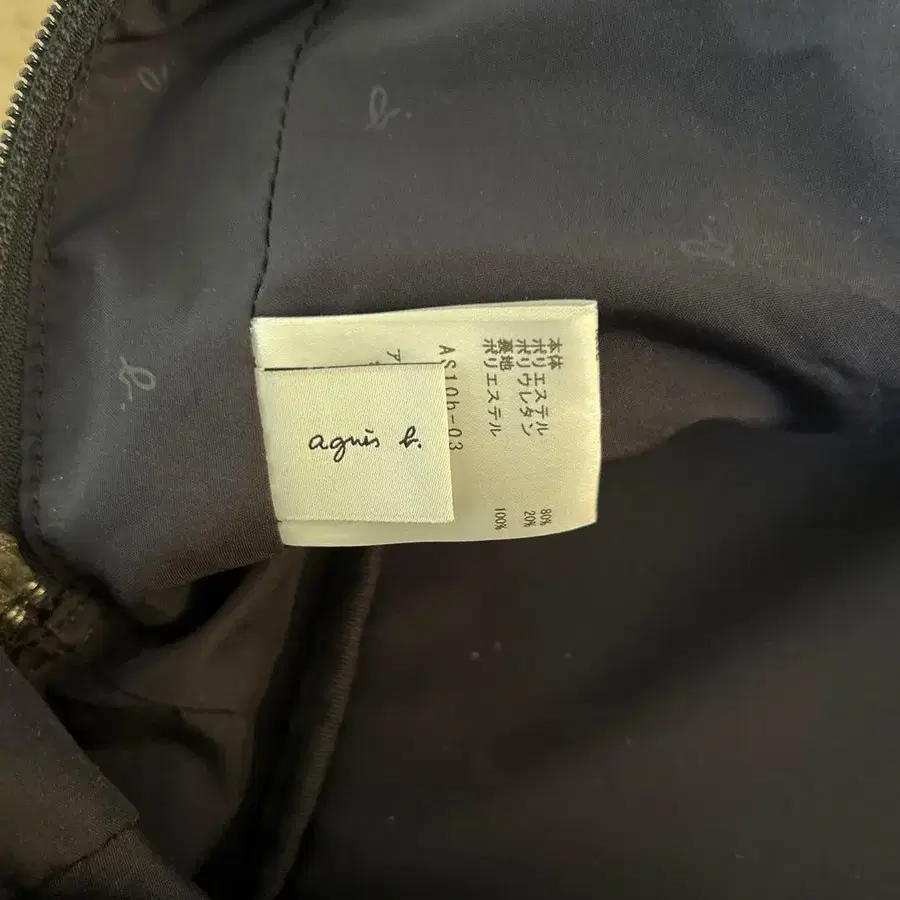 本体
ポリエステル 80%
ポリウレタン 20%
裏地
ポリエステル 100%
AS10b-03
agnès b.
b.
b.
b.
b.